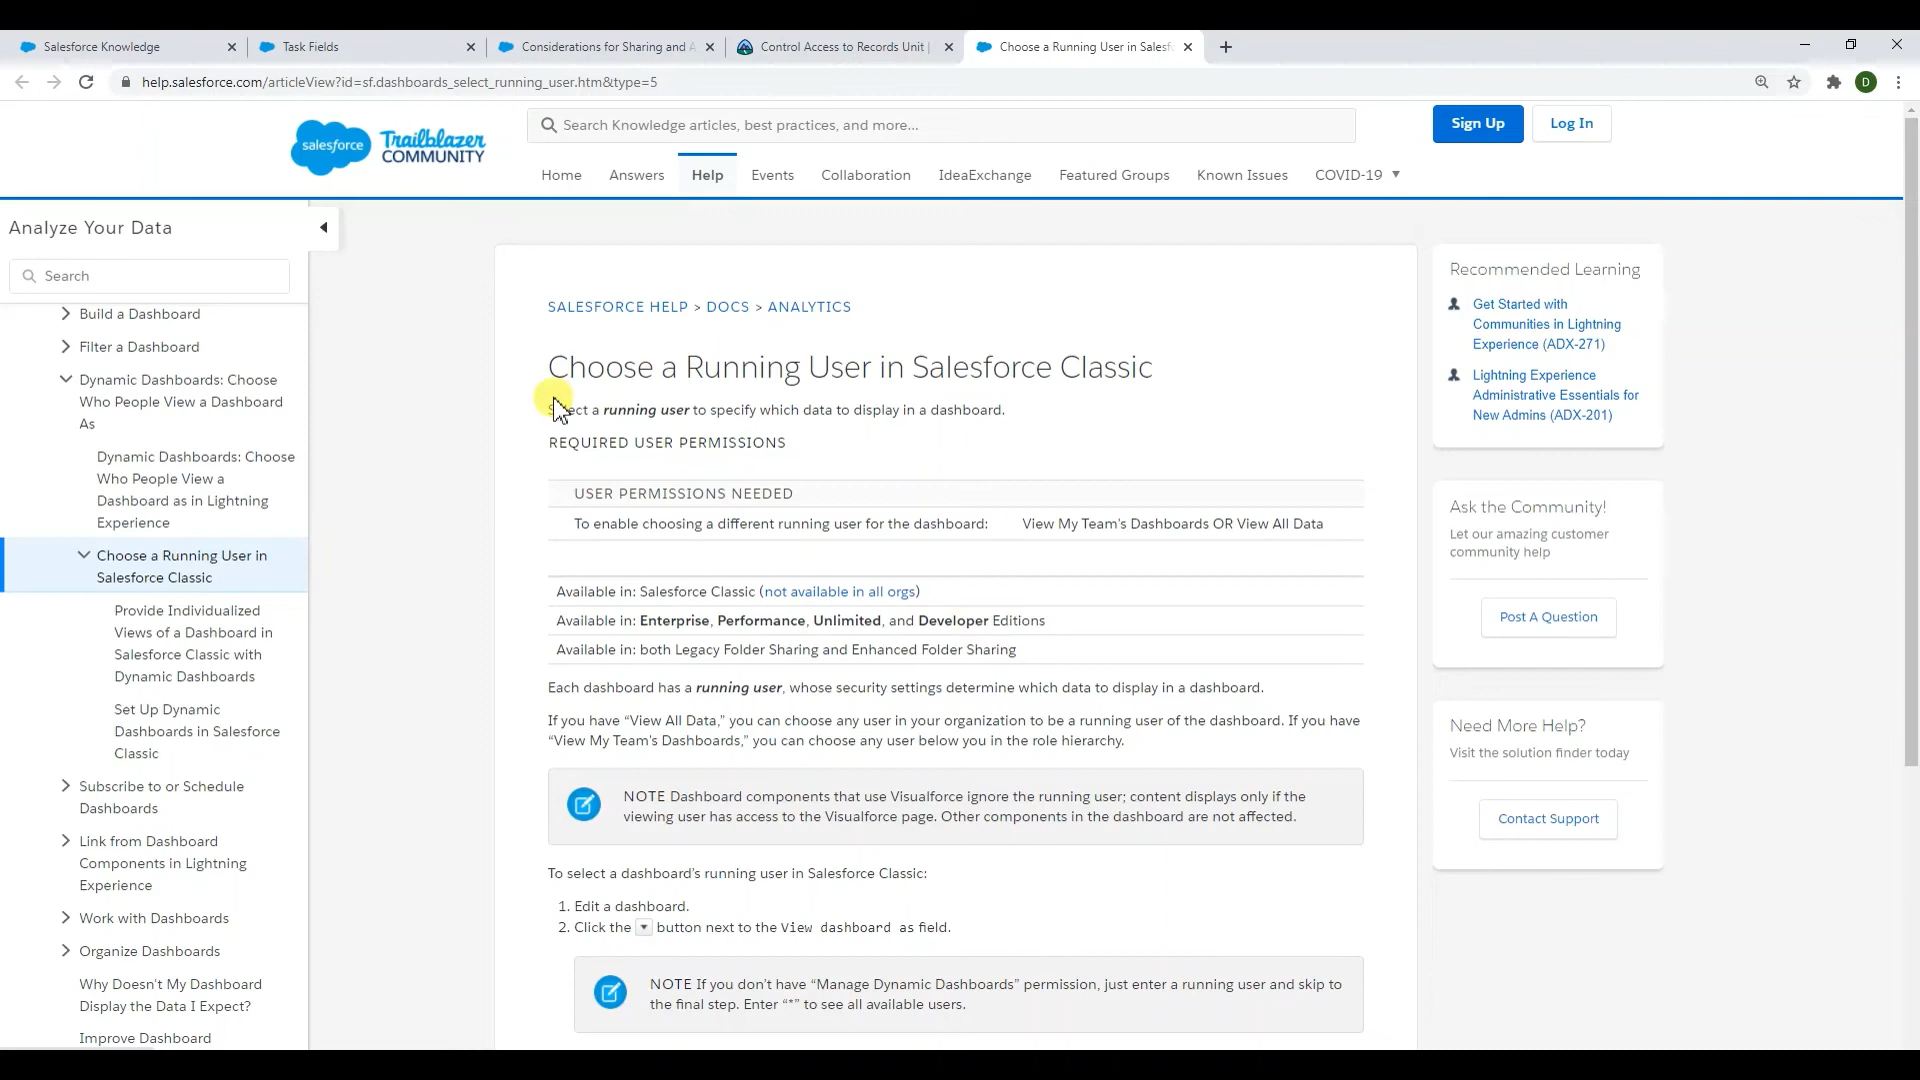 Salesforce Knowledge
Task Fields
Considerations for Sharing and A
Control Access to Records Unit |
Choose a Running User in Salesf
help.salesforce.com/articleView?id=sf.dashboards_select_running_user.htm&type=5
D
salesforce
Trailblazer
COMMUNITY
Search Knowledge articles, best practices, and more...
Sign Up
Log In
Home
Answers
Help
Events
Collaboration
IdeaExchange
Featured Groups
Known Issues
COVID-19
Analyze Your Data
Search
Build a Dashboard
Filter a Dashboard
Dynamic Dashboards: Choose
Who People View a Dashboard
As
Dynamic Dashboards: Choose
Who People View a
Dashboard as in Lightning
Experience
Choose a Running User in
Salesforce Classic
Provide Individualized
Views of a Dashboard in
Salesforce Classic with
Dynamic Dashboards
Set Up Dynamic
Dashboards in Salesforce
Classic
Subscribe to or Schedule
Dashboards
Link from Dashboard
Components in Lightning
Experience
Work with Dashboards
Organize Dashboards
Why Doesn't My Dashboard
Display the Data I Expect?
Improve Dashboard
SALESFORCE HELP > DOCS > ANALYTICS
Choose a Running User in Salesforce Classic
Select a running user to specify which data to display in a dashboard.
REQUIRED USER PERMISSIONS
USER PERMISSIONS NEEDED
To enable choosing a different running user for the dashboard: View My Team's Dashboards OR View All Data
Available in: Salesforce Classic (not available in all orgs)
Available in: Enterprise, Performance, Unlimited, and Developer Editions
Available in: both Legacy Folder Sharing and Enhanced Folder Sharing
Each dashboard has a running user, whose security settings determine which data to display in a dashboard.
If you have “View All Data,” you can choose any user in your organization to be a running user of the dashboard. If you have
“View My Team's Dashboards,” you can choose any user below you in the role hierarchy.
NOTE Dashboard components that use Visualforce ignore the running user; content displays only if the
viewing user has access to the Visualforce page. Other components in the dashboard are not affected.
To select a dashboard's running user in Salesforce Classic:
1. Edit a dashboard.
2. Click the button next to the View dashboard as field.
NOTE If you don't have “Manage Dynamic Dashboards” permission, just enter a running user and skip to
the final step. Enter “*” to see all available users.
Recommended Learning
Get Started with
Communities in Lightning
Experience (ADX-271)
Lightning Experience
Administrative Essentials for
New Admins (ADX-201)
Ask the Community!
Let our amazing customer
community help
Post A Question
Need More Help?
Visit the solution finder today
Contact Support